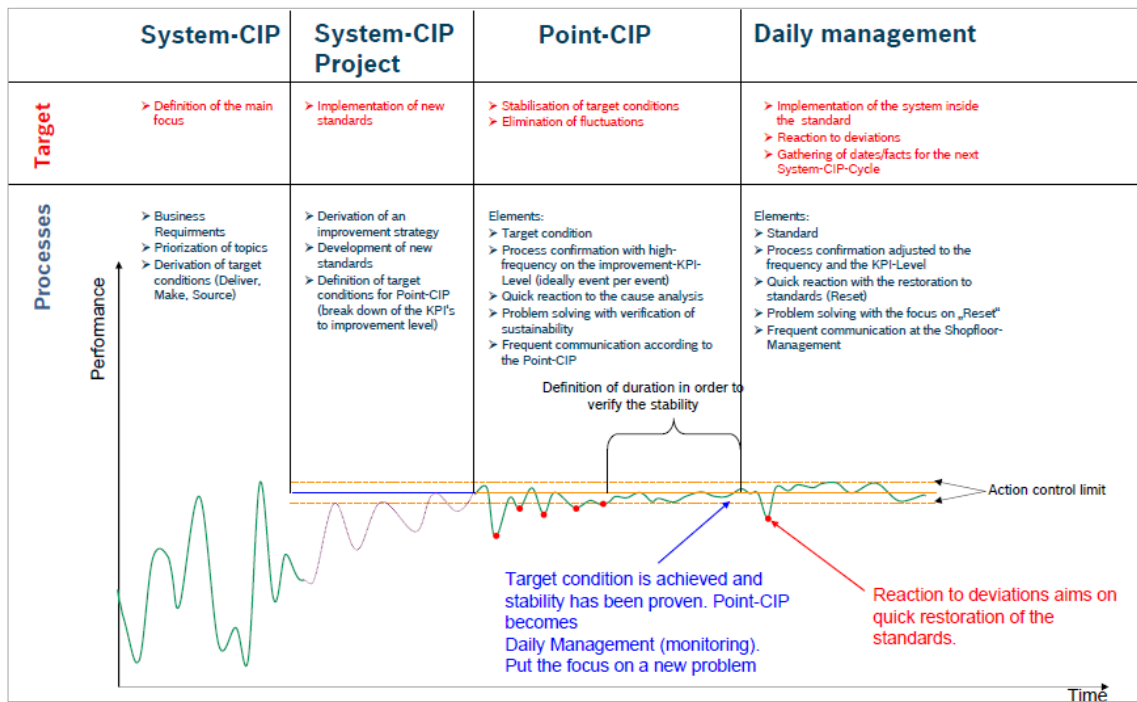 System-CIP
System-CIP
Project
Point-CIP
Daily management
Target
➢ Definition of the main
focus
➢ Implementation of new
standards
➢ Stabilisation of target conditions
➢ Elimination of fluctuations
➢ Implementation of the system inside
the standard
➢ Reaction to deviations
➢ Gathering of dates/facts for the next
System-CIP-Cycle
Processes
➢ Business
Requirments
➢ Priorization of topics
➢ Derivation of target
conditions (Deliver,
Make, Source)
➢ Derivation of an
improvement strategy
➢ Development of new
standards
➢ Definition of target
conditions for Point-CIP
(break down of the KPI's
to improvement level)
Elements:
➢ Target condition
➢ Process confirmation with high-
frequency on the improvement-KPI-
Level (ideally event per event)
➢ Quick reaction to the cause analysis
➢ Problem solving with verification of
sustainability
➢ Frequent communication according to
the Point-CIP
Elements:
➢ Standard
➢ Process confirmation adjusted to the
frequency and the KPI-Level
➢ Quick reaction with the restoration to
standards (Reset)
➢ Problem solving with the focus on „Reset“
➢ Frequent communication at the Shopfloor-
Management
Performance
Definition of duration in order to
verify the stability
Action control limit
Target condition is achieved and
stability has been proven. Point-CIP
becomes
Daily Management (monitoring).
Put the focus on a new problem
Reaction to deviations aims on
quick restoration of the
standards.
Time